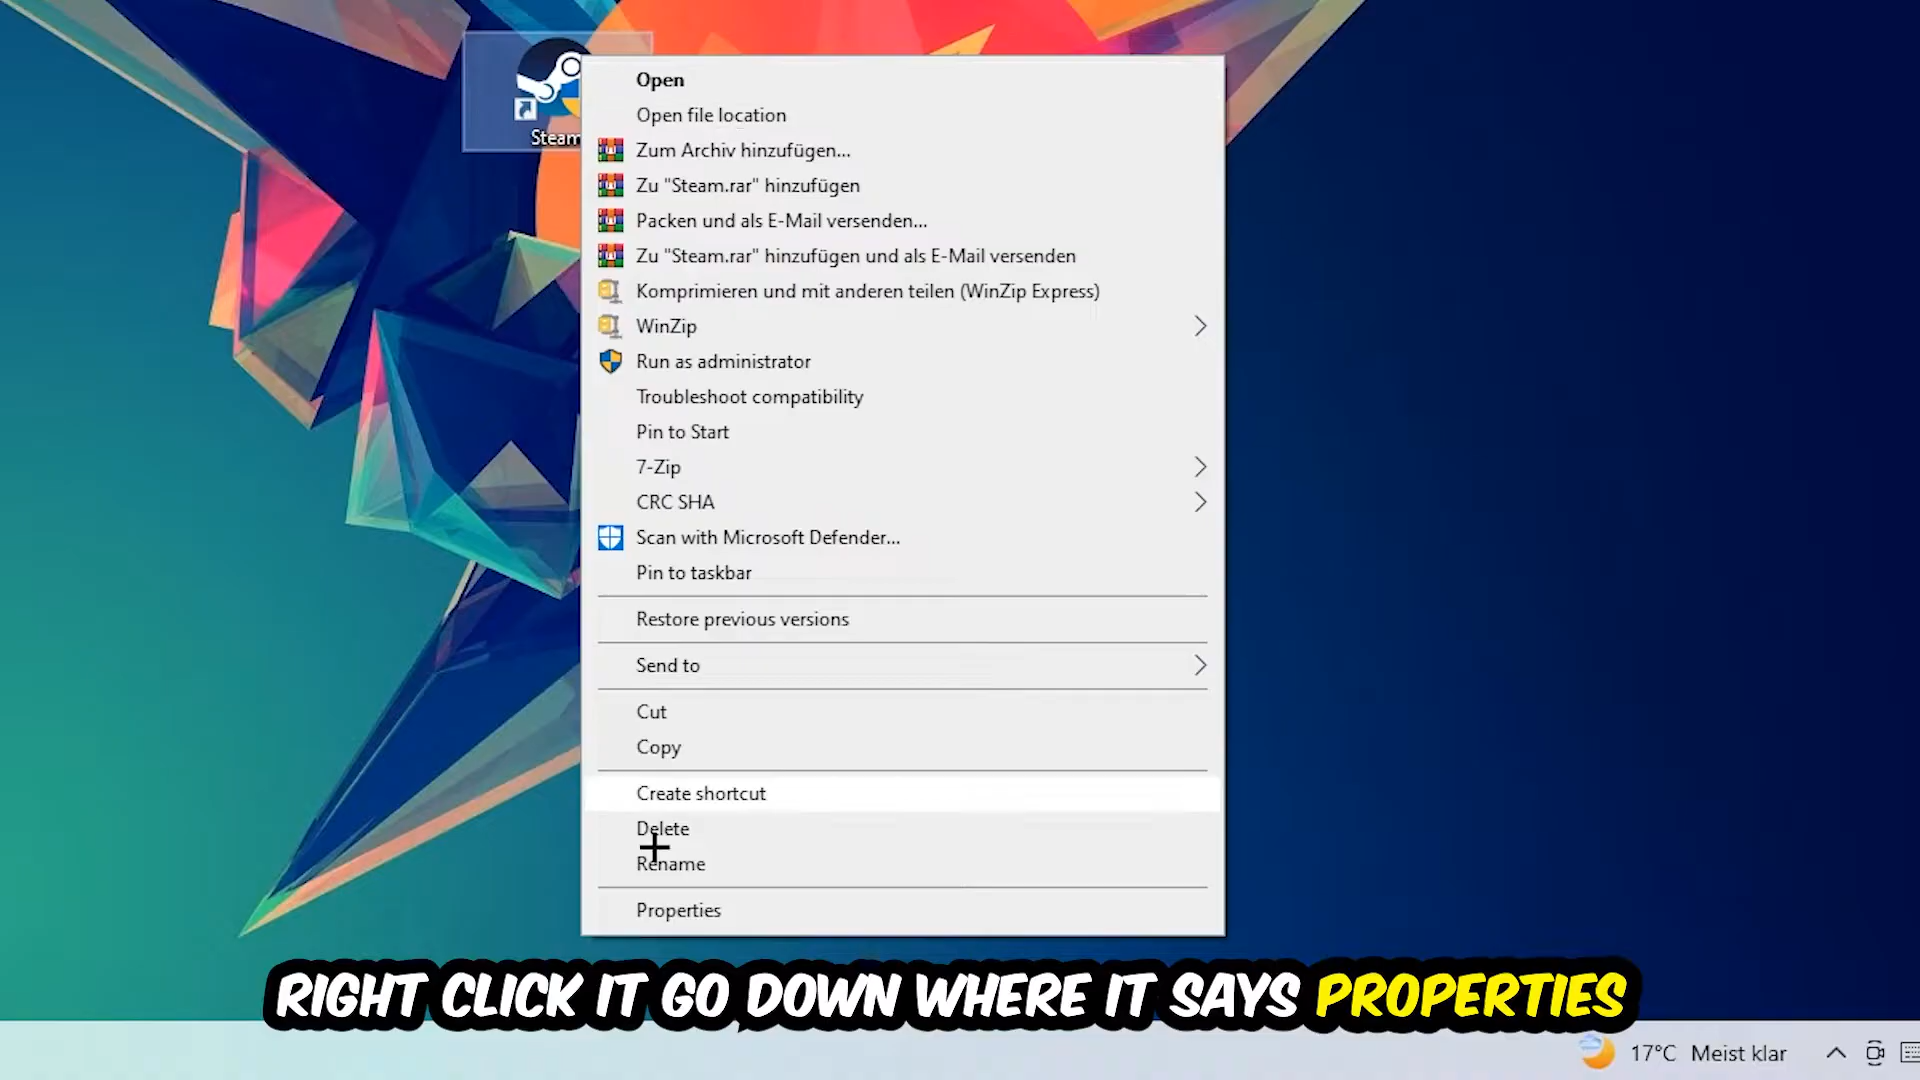 Steam
Open
Open file location
Zum Archiv hinzufügen...
Zu "Steam.rar" hinzufügen
Packen und als E-Mail versenden...
Zu "Steam.rar" hinzufügen und als E-Mail versenden
Komprimieren und mit anderen teilen (WinZip Express)
WinZip
Run as administrator
Troubleshoot compatibility
Pin to Start
7-Zip
CRC SHA
Scan with Microsoft Defender...
Pin to taskbar
Restore previous versions
Send to
Cut
Copy
Create shortcut
Delete
Rename
Properties
RIGHT CLICK IT GO DOWN WHERE IT SAYS PROPERTIES
17°C Meist klar